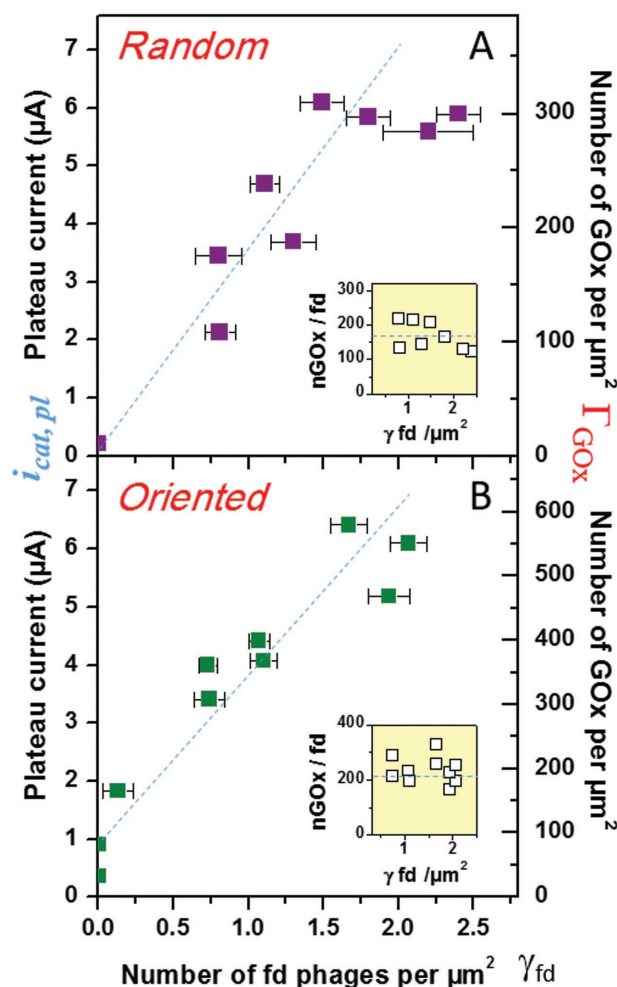 Random
A
7
6
5
4
3
2
1
0
Plateau current (µA)
i cat, pl
300
200
100
0
Number of GOx per µm²
Γ GOx
nGOx / fd
300
200
100
0
1 2
γ fd /µm²
Oriented
B
7
6
5
4
3
2
1
0
Plateau current (µA)
600
500
400
300
200
100
0
Number of GOx per µm²
nGOx / fd
400
200
0
1 2
γ fd /µm²
0.0 0.5 1.0 1.5 2.0 2.5
Number of fd phages per µm² γfd